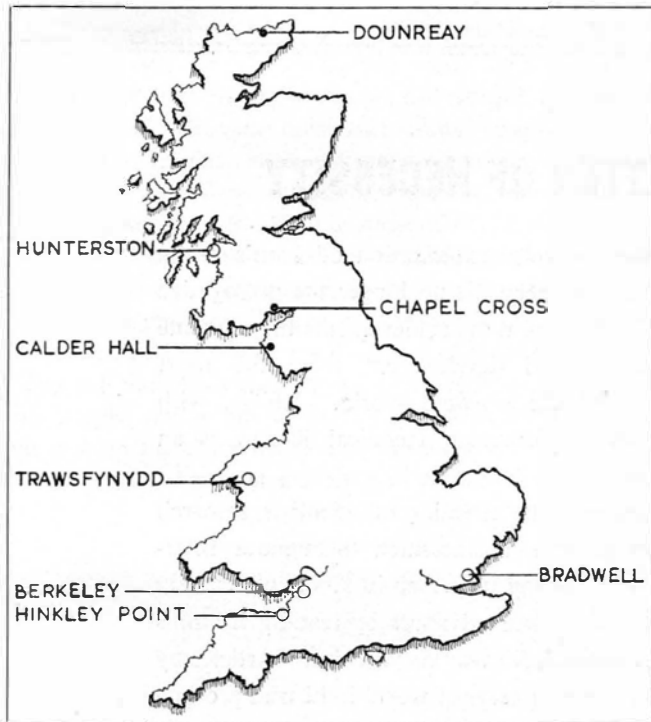 DOUNREAY
HUNTERSTON
CHAPEL CROSS
CALDER HALL
TRAWSFYNYDD
BRADWELL
BERKELEY
HINKLEY POINT